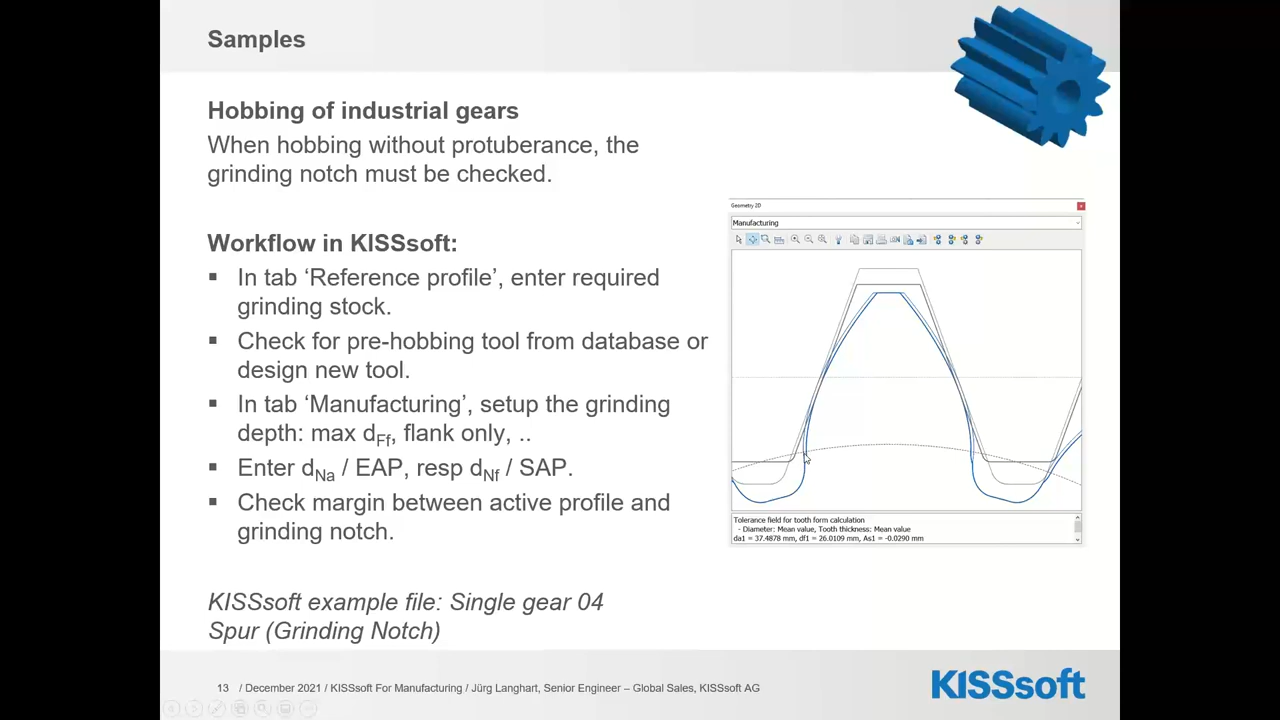 Samples
Hobbing of industrial gears
When hobbing without protuberance, the
grinding notch must be checked.
Workflow in KISSsoft:
▪ In tab ‘Reference profile’, enter required
grinding stock.
▪ Check for pre-hobbing tool from database or
design new tool.
▪ In tab ‘Manufacturing’, setup the grinding
depth: max dFf, flank only, ..
▪ Enter dNa / EAP, resp dNf / SAP.
▪ Check margin between active profile and
grinding notch.
KISSsoft example file: Single gear 04
Spur (Grinding Notch)
Geometry 2D
Manufacturing
Tolerance field for tooth form calculation
- Diameter: Mean value, Tooth thickness: Mean value
da1 = 37.4878 mm, df1 = 26.0109 mm, As1 = -0.0290 mm
13 / December 2021 / KISSsoft For Manufacturing / Jürg Langhart, Senior Engineer – Global Sales, KISSsoft AG
KISSsoft